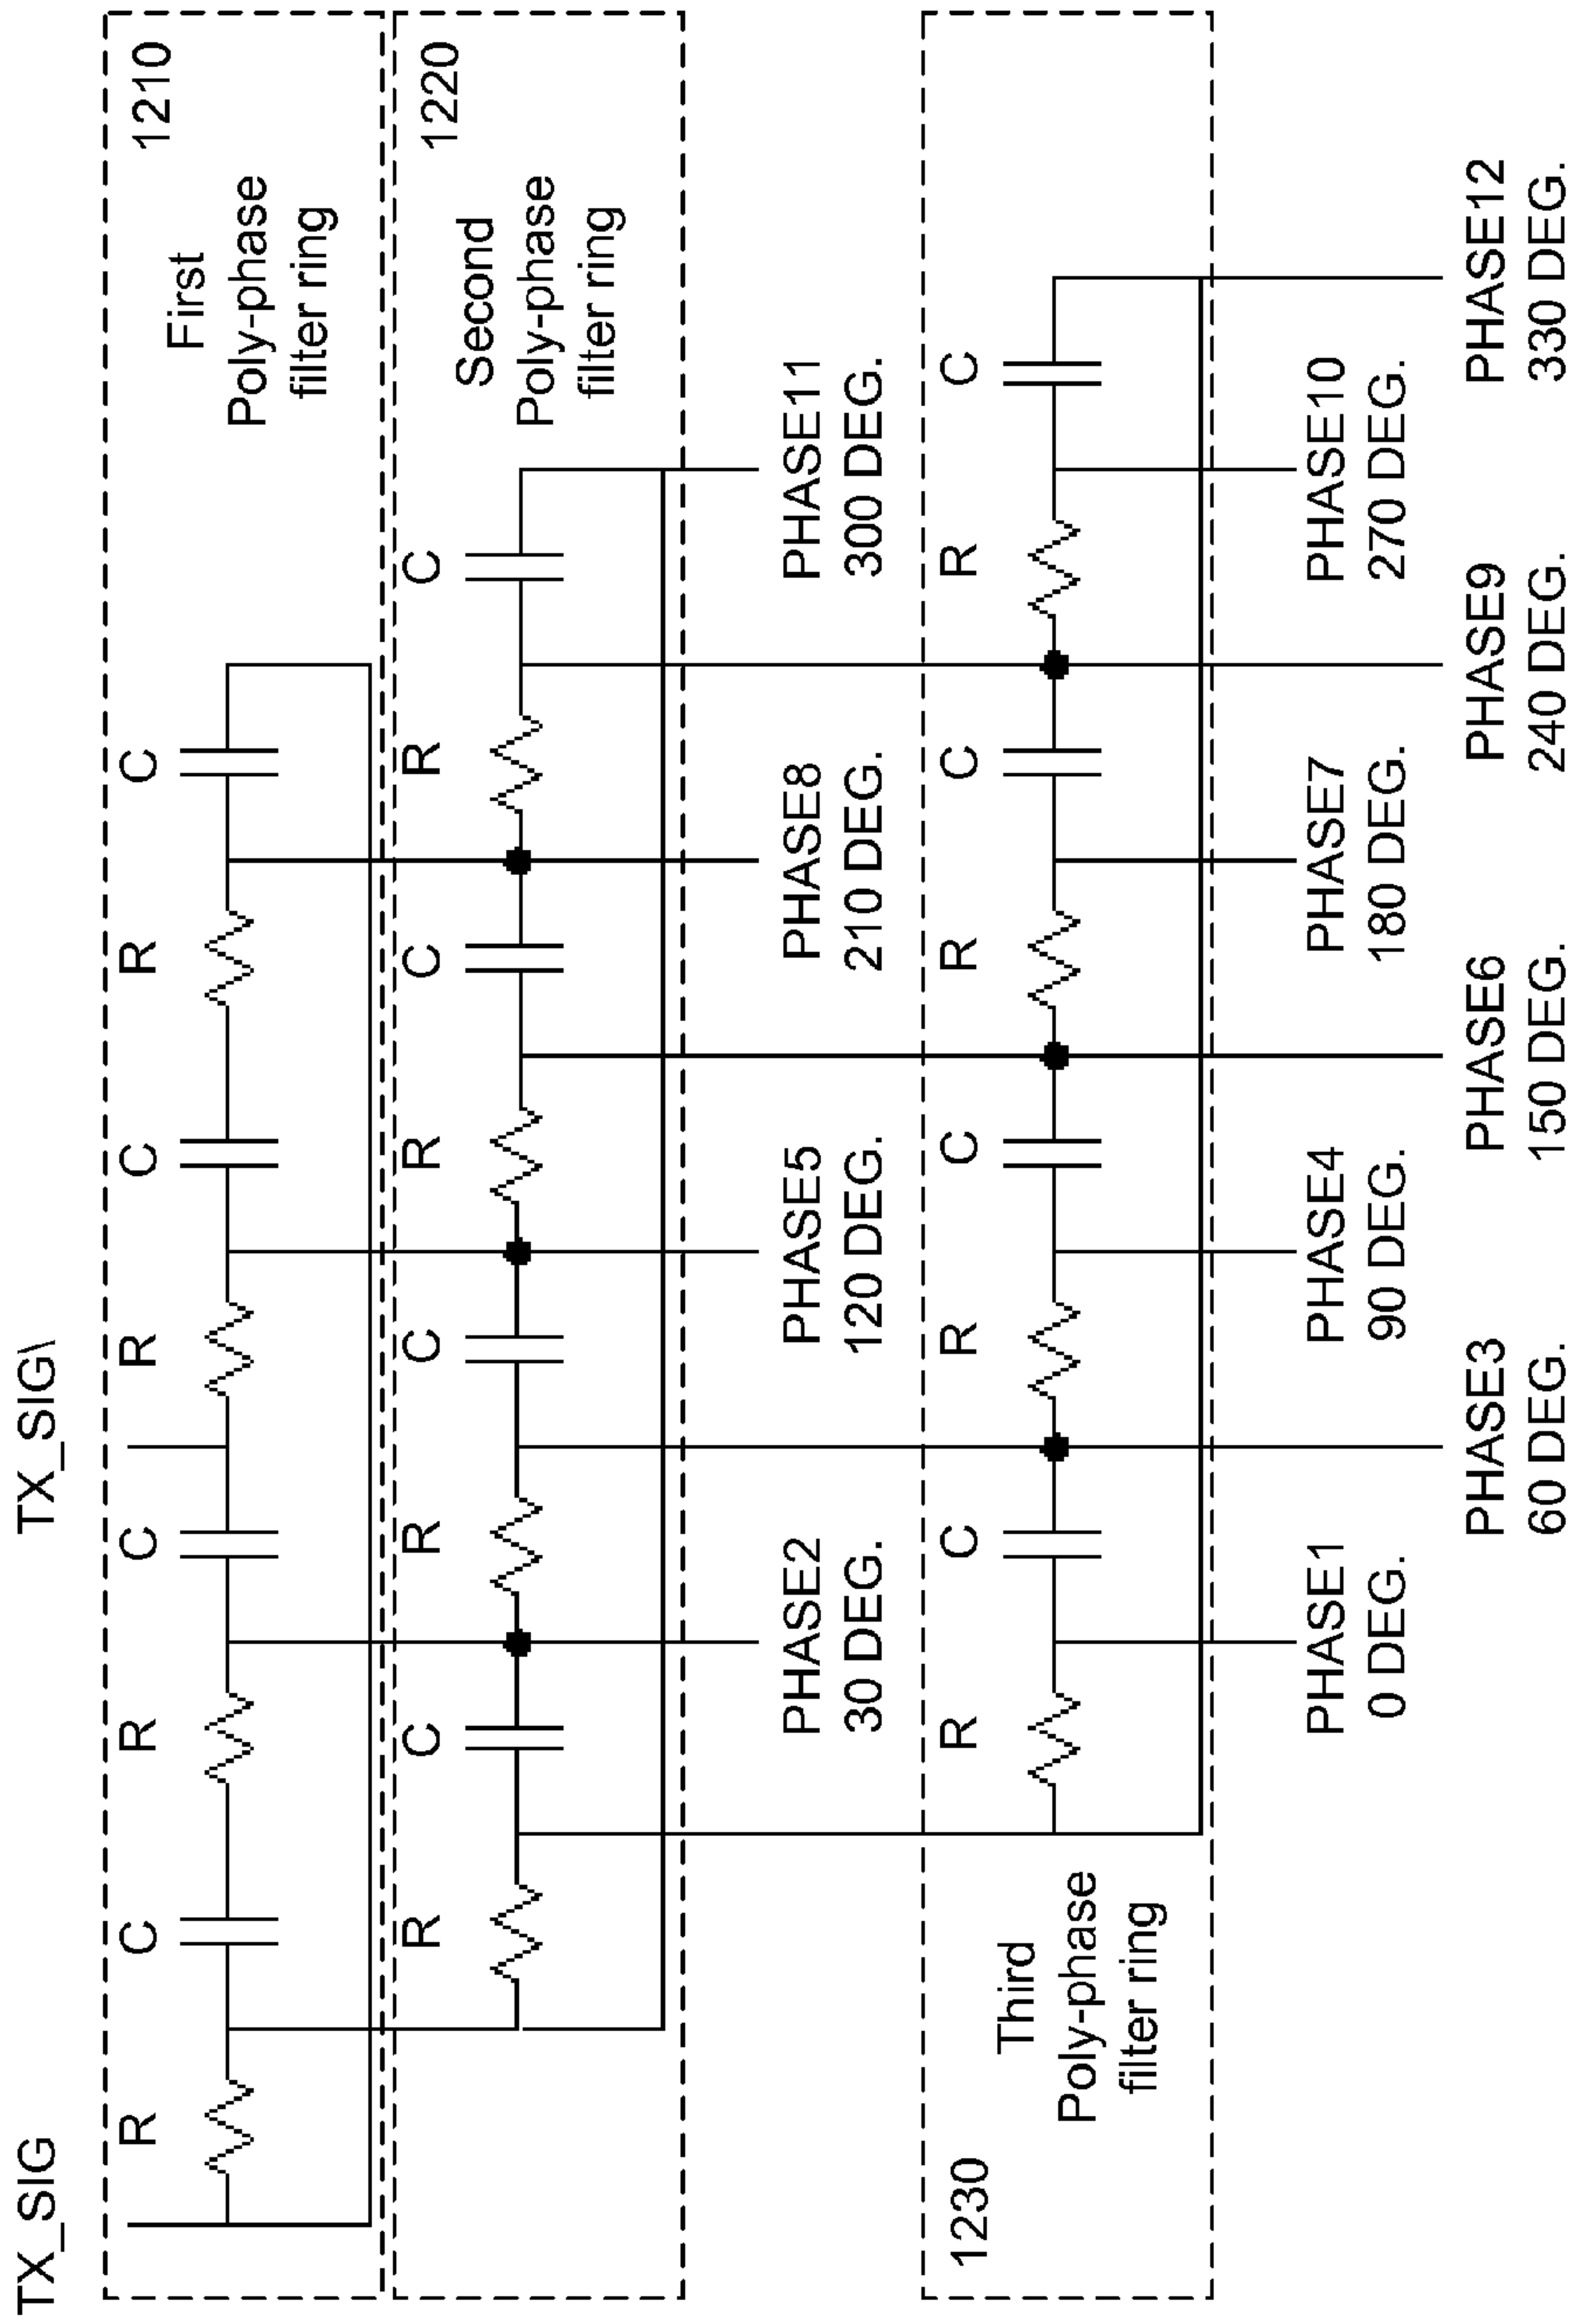 TX_SIG
TX_SIG\
R
C
R
C
R
C
R
C
1210
First
Poly-phase
filter ring
R
C
R
C
R
C
R
C
1220
Second
Poly-phase
filter ring
PHASE2
30 DEG.
PHASE5
120 DEG.
PHASE8
210 DEG.
PHASE11
300 DEG.
1230
Third
Poly-phase
filter ring
R
C
R
C
R
C
R
C
PHASE1
0 DEG.
PHASE4
90 DEG.
PHASE7
180 DEG.
PHASE10
270 DEG.
PHASE3
60 DEG.
PHASE6
150 DEG.
PHASE9
240 DEG.
PHASE12
330 DEG.